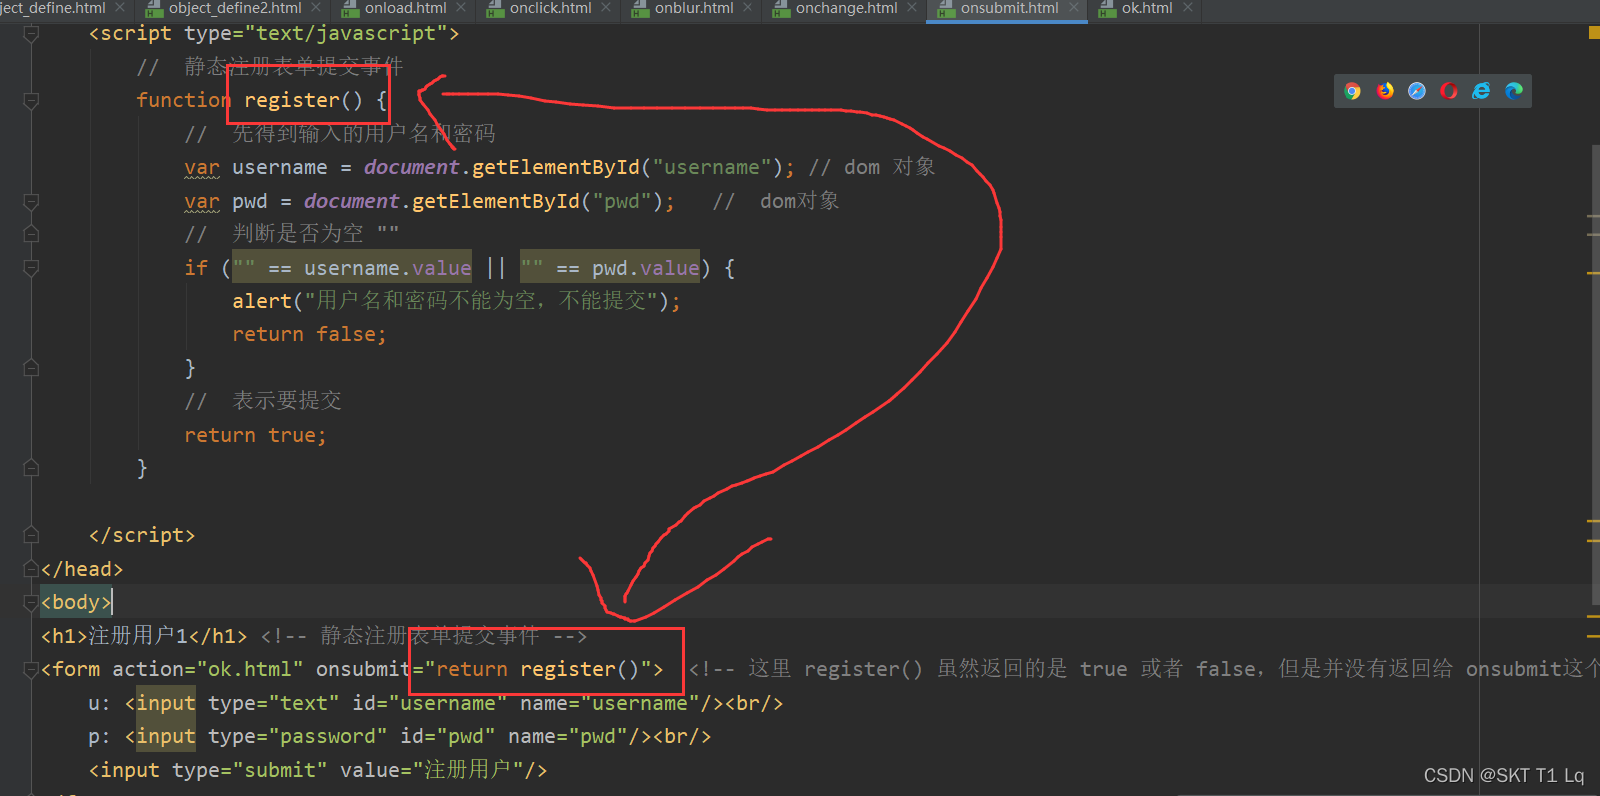 ject_define.html object_define2.html onload.html onclick.html onblur.html onchange.html onsubmit.html ok.html
<script type="text/javascript">
// 静态注册表单提交事件
function register() {
// 先得到输入的用户名和密码
var username = document.getElementById("username"); // dom 对象
var pwd = document.getElementById("pwd"); // dom对象
// 判断是否为空 ""
if ("" == username.value || "" == pwd.value) {
alert("用户名和密码不能为空，不能提交");
return false;
}
// 表示要提交
return true;
}
</script>
</head>
<body>
<h1>注册用户1</h1> <!-- 静态注册表单提交事件 -->
<form action="ok.html" onsubmit="return register()"> <!-- 这里 register() 虽然返回的是 true 或者 false，但是并没有返回给 onsubmit这个
u: <input type="text" id="username" name="username"/><br/>
p: <input type="password" id="pwd" name="pwd"/><br/>
<input type="submit" value="注册用户"/>
CSDN @SKT T1 Lq